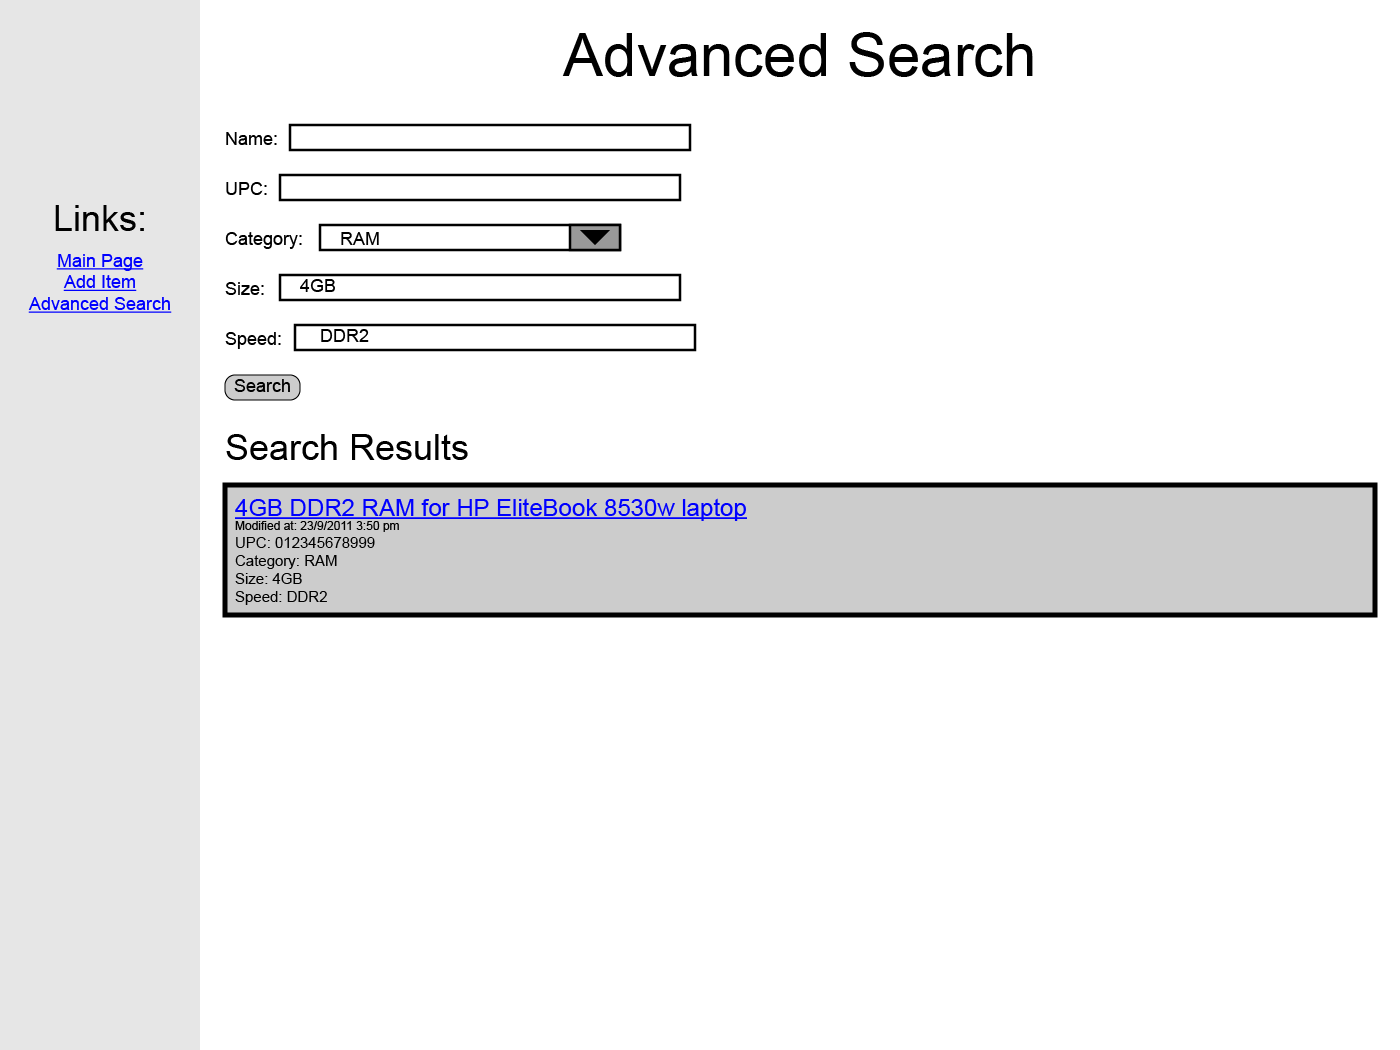 Advanced Search
Links:
Main Page
Add Item
Advanced Search
Name:
UPC:
Category: RAM
Size: 4GB
Speed: DDR2
Search
Search Results
4GB DDR2 RAM for HP EliteBook 8530w laptop
Modified at: 23/9/2011 3:50 pm
UPC: 012345678999
Category: RAM
Size: 4GB
Speed: DDR2